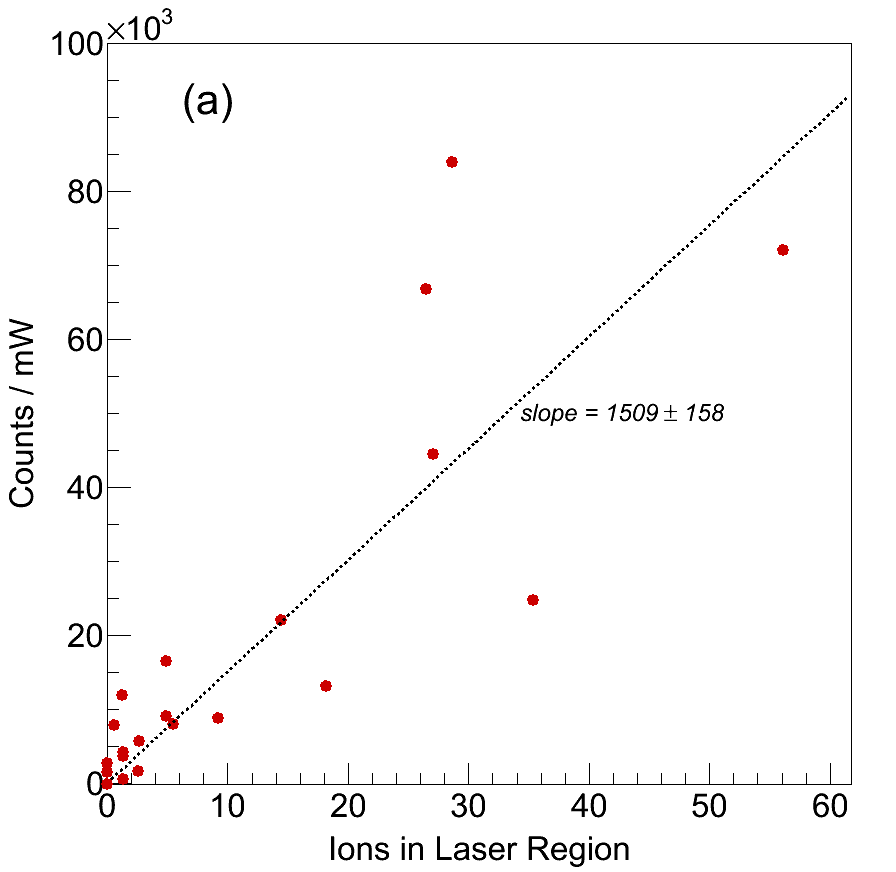 100×10³
(a)
80
60
slope = 1509 ± 158
40
20
0
0 10 20 30 40 50 60
Counts / mW
Ions in Laser Region